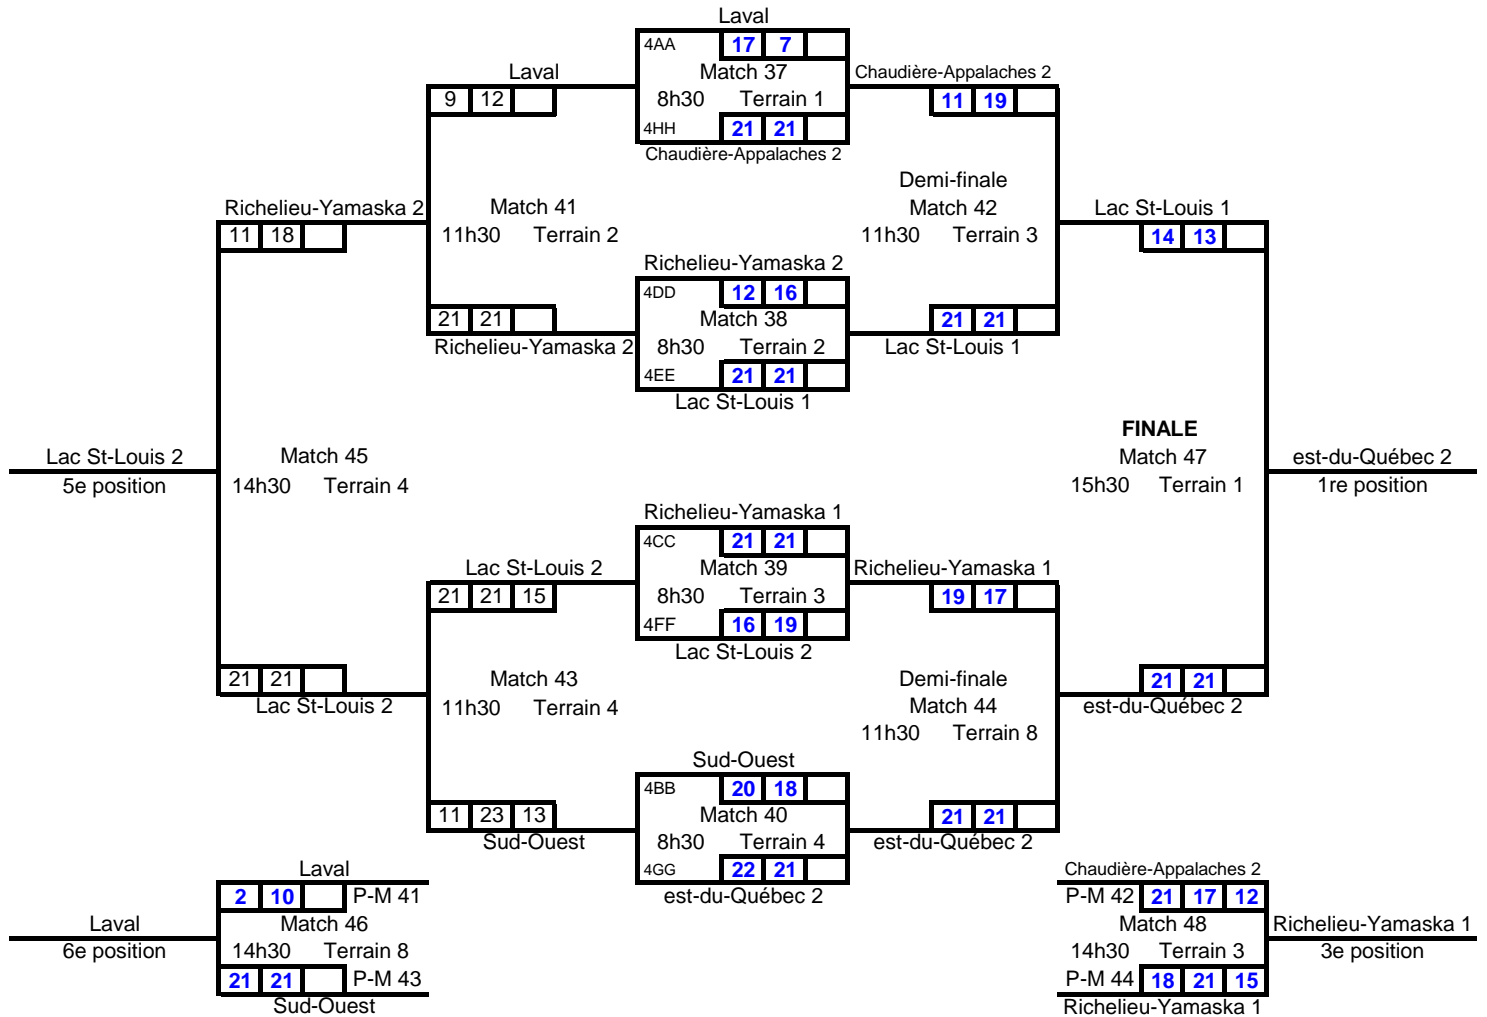 Laval
4AA 17 7
Laval
Match 37
Chaudière-Appalaches 2
9 12
8h30 Terrain 1
11 19
4HH 21 21
Chaudière-Appalaches 2
Demi-finale
Richelieu-Yamaska 2
Match 41
Match 42
Lac St-Louis 1
11 18
11h30 Terrain 2
11h30 Terrain 3
14 13
Richelieu-Yamaska 2
4DD 12 16
21 21
Match 38
21 21
Richelieu-Yamaska 2
8h30 Terrain 2
Lac St-Louis 1
4EE 21 21
Lac St-Louis 1
FINALE
Lac St-Louis 2
Match 45
Match 47
est-du-Québec 2
5e position
14h30 Terrain 4
15h30 Terrain 1
1re position
Richelieu-Yamaska 1
4CC 21 21
Lac St-Louis 2
Match 39
Richelieu-Yamaska 1
21 21 15
8h30 Terrain 3
19 17
4FF 16 19
Lac St-Louis 2
21 21
Match 43
Demi-finale
21 21
Lac St-Louis 2
11h30 Terrain 4
Match 44
est-du-Québec 2
11h30 Terrain 8
Sud-Ouest
4BB 20 18
11 23 13
Match 40
21 21
Sud-Ouest
8h30 Terrain 4
est-du-Québec 2
4GG 22 21
est-du-Québec 2
Laval
2 10 P-M 41
Laval
Match 46
6e position
14h30 Terrain 8
21 21 P-M 43
Sud-Ouest
Chaudière-Appalaches 2
P-M 42 21 17 12
Match 48
Richelieu-Yamaska 1
14h30 Terrain 3
3e position
P-M 44 18 21 15
Richelieu-Yamaska 1